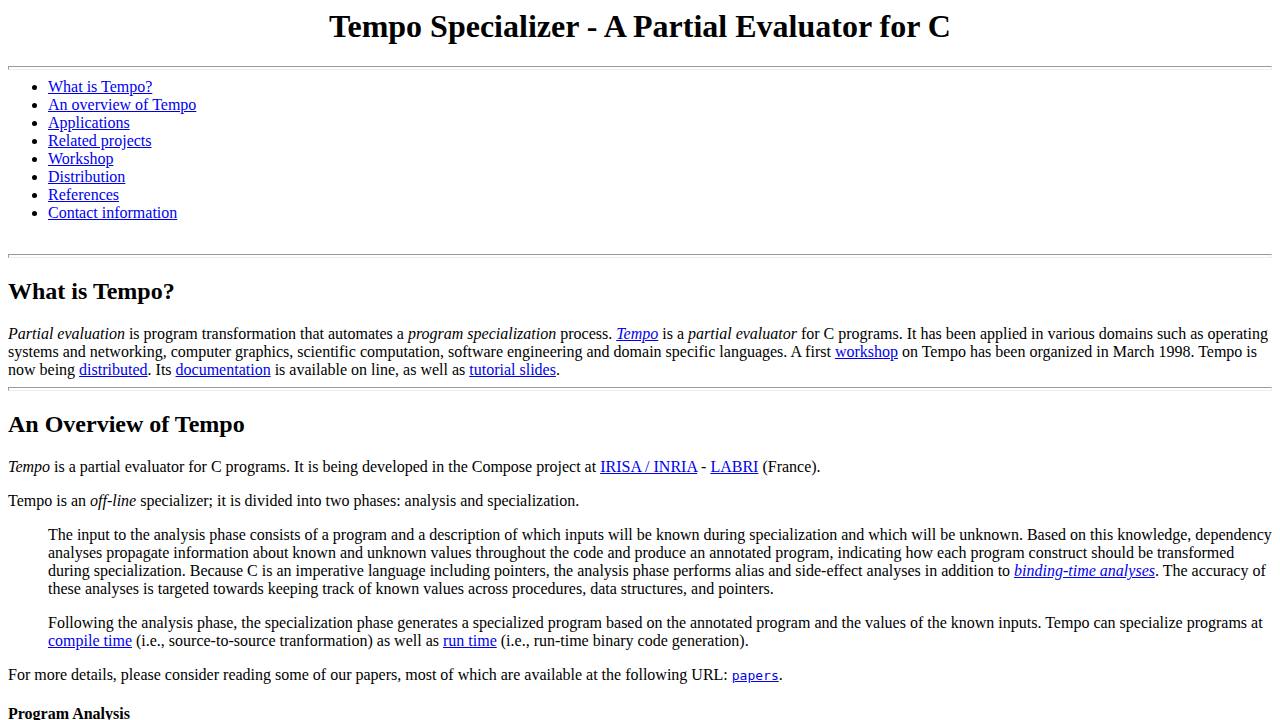 Tempo Specializer - A Partial Evaluator for C
What is Tempo?
An overview of Tempo
Applications
Related projects
Workshop
Distribution
References
Contact information
What is Tempo?
Partial evaluation is program transformation that automates a program specialization process. Tempo is a partial evaluator for C programs. It has been applied in various domains such as operating
systems and networking, computer graphics, scientific computation, software engineering and domain specific languages. A first workshop on Tempo has been organized in March 1998. Tempo is
now being distributed. Its documentation is available on line, as well as tutorial slides.
An Overview of Tempo
Tempo is a partial evaluator for C programs. It is being developed in the Compose project at IRISA / INRIA - LABRI (France).
Tempo is an off-line specializer; it is divided into two phases: analysis and specialization.
The input to the analysis phase consists of a program and a description of which inputs will be known during specialization and which will be unknown. Based on this knowledge, dependency
analyses propagate information about known and unknown values throughout the code and produce an annotated program, indicating how each program construct should be transformed
during specialization. Because C is an imperative language including pointers, the analysis phase performs alias and side-effect analyses in addition to binding-time analyses. The accuracy of
these analyses is targeted towards keeping track of known values across procedures, data structures, and pointers.
Following the analysis phase, the specialization phase generates a specialized program based on the annotated program and the values of the known inputs. Tempo can specialize programs at
compile time (i.e., source-to-source tranformation) as well as run time (i.e., run-time binary code generation).
For more details, please consider reading some of our papers, most of which are available at the following URL: papers.
Program Analysis